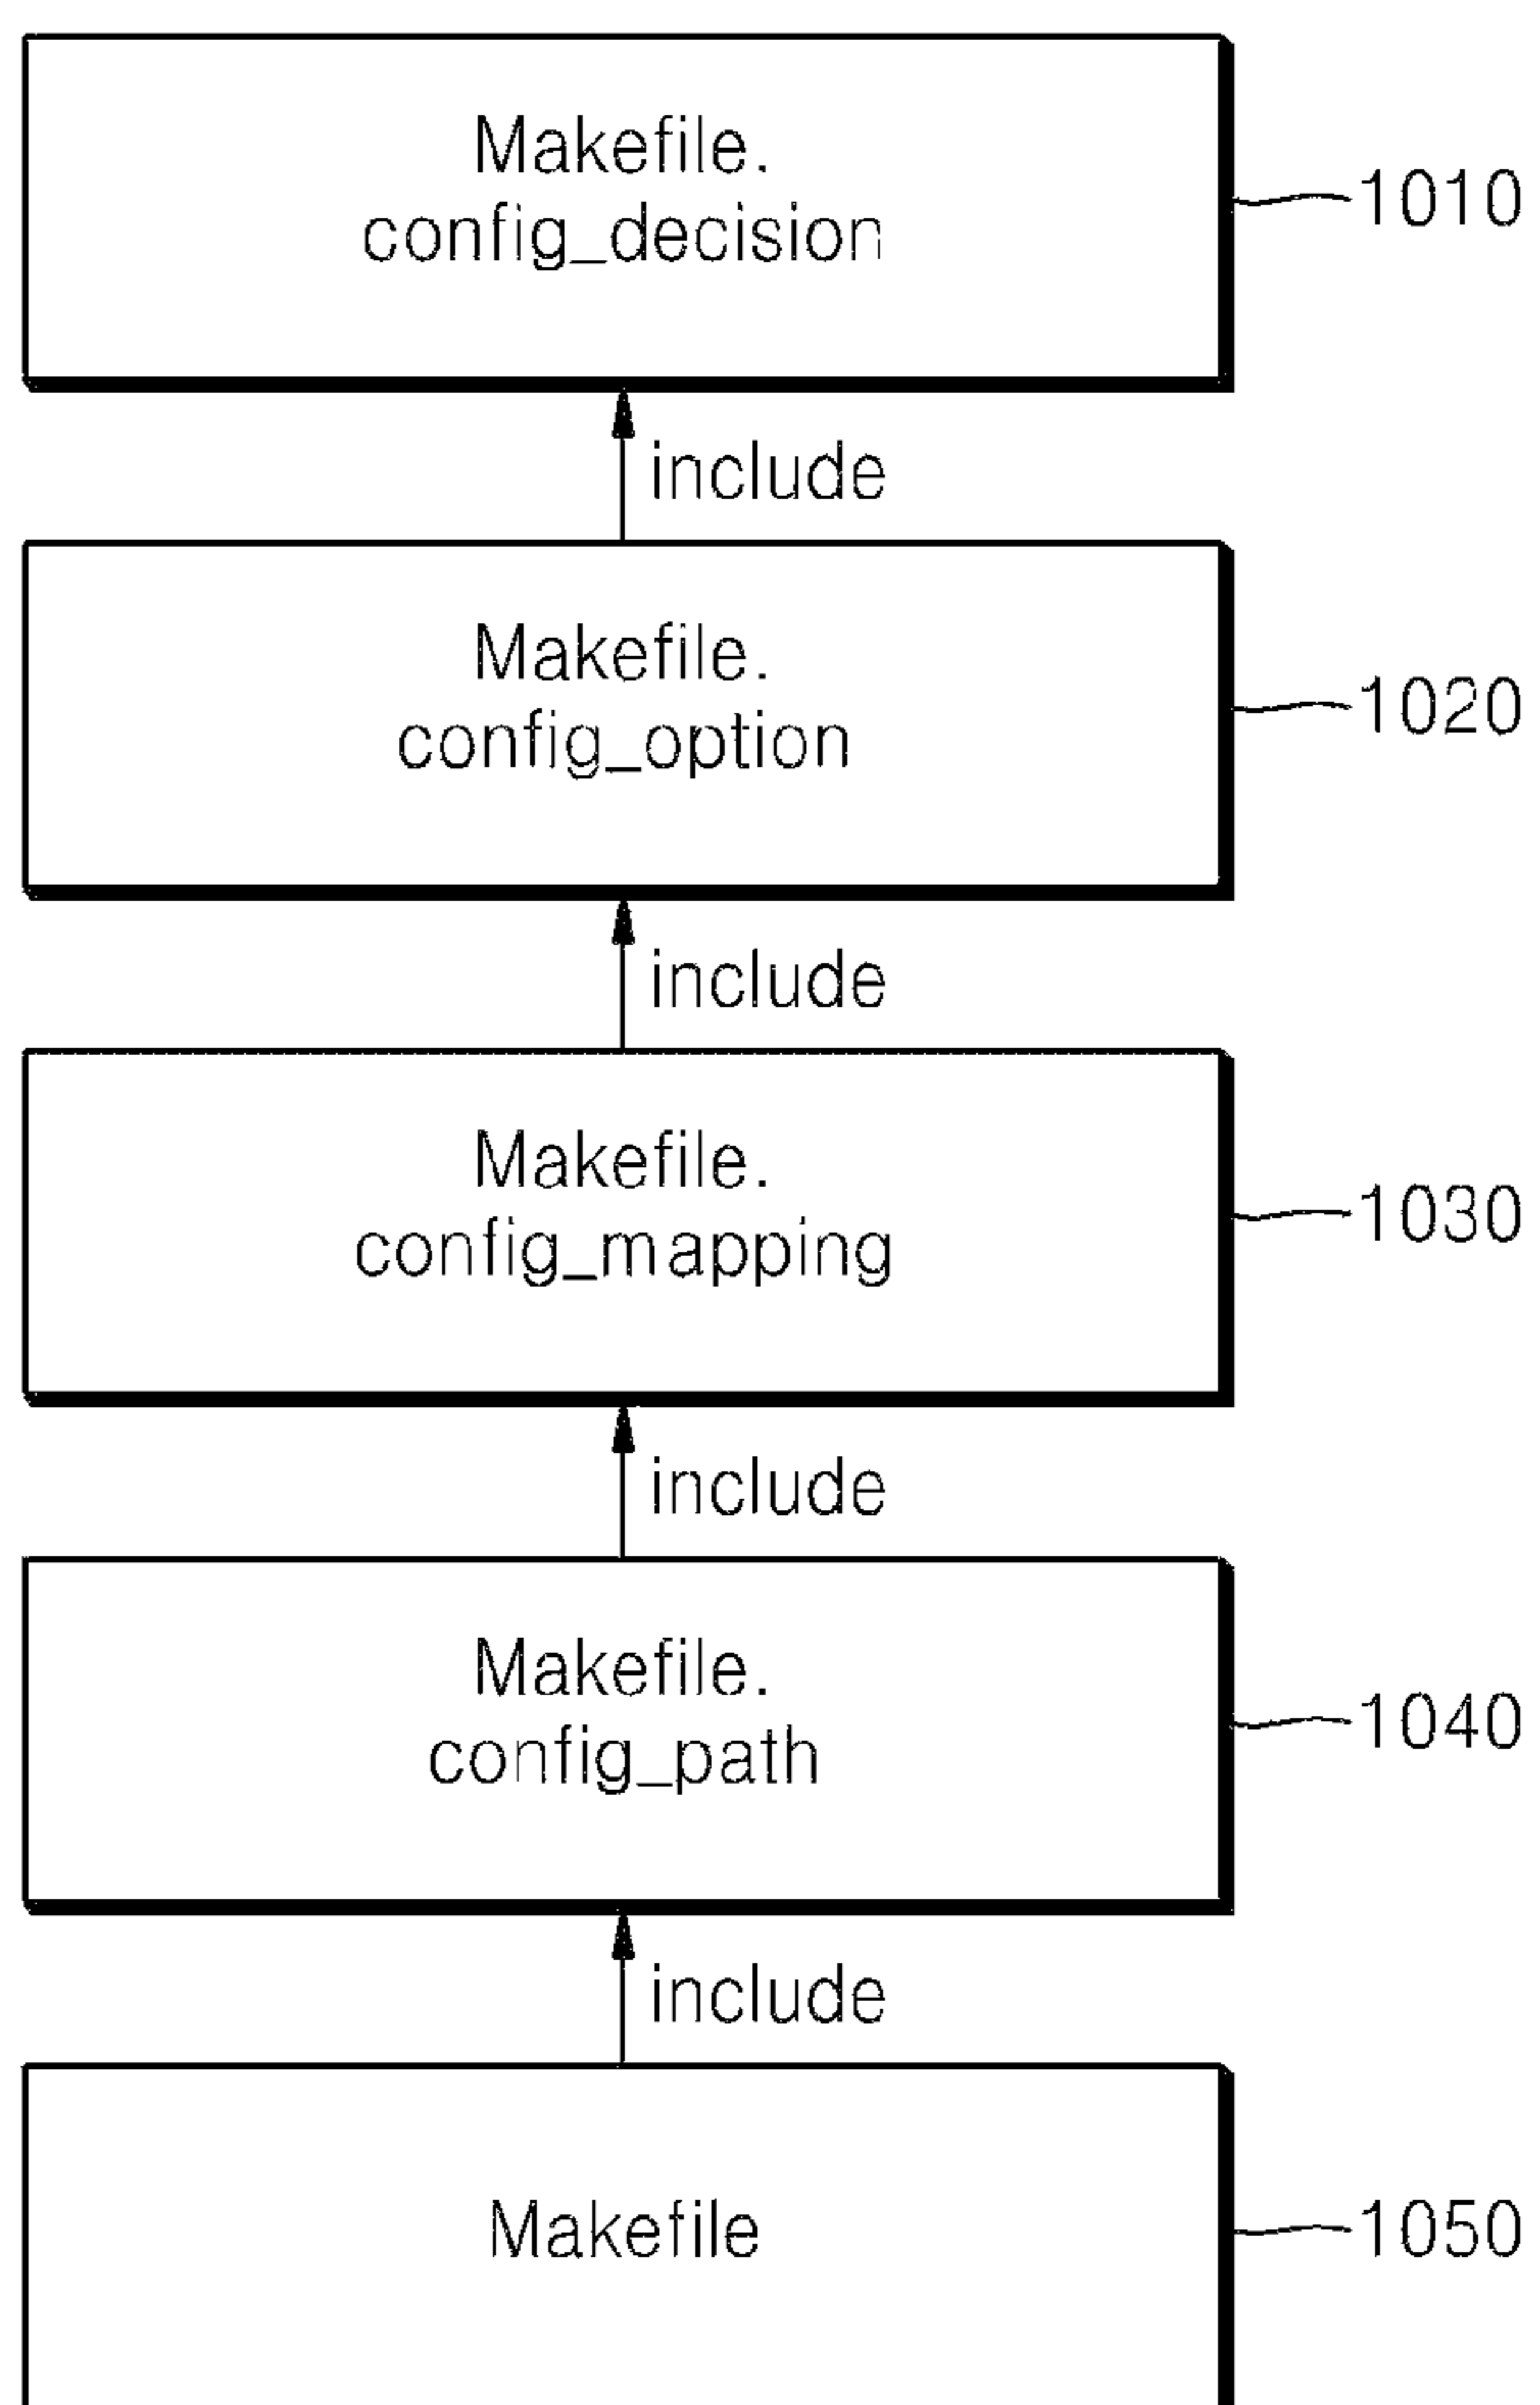 Makefile.
config_decision
1010
include
Makefile.
config_option
1020
include
Makefile.
config_mapping
1030
include
Makefile.
config_path
1040
include
Makefile
1050